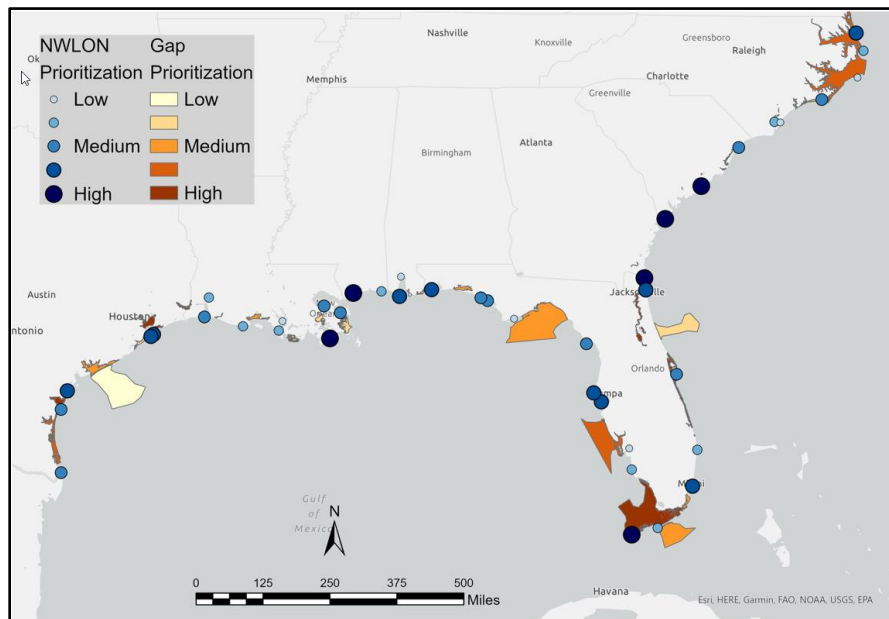 NWLON Gap
Prioritization Prioritization
Low Low
Medium Medium
High High
Nashville
Knoxville
Greensboro
Raleigh
Memphis
Charlotte
Greenville
Atlanta
Birmingham
Austin
Houston
Jacksonville
Orlando
Gulf
of
Mexico
N
0 125 250 375 500
Miles
Havana
Esri, HERE, Garmin, FAO, NOAA, USGS, EPA